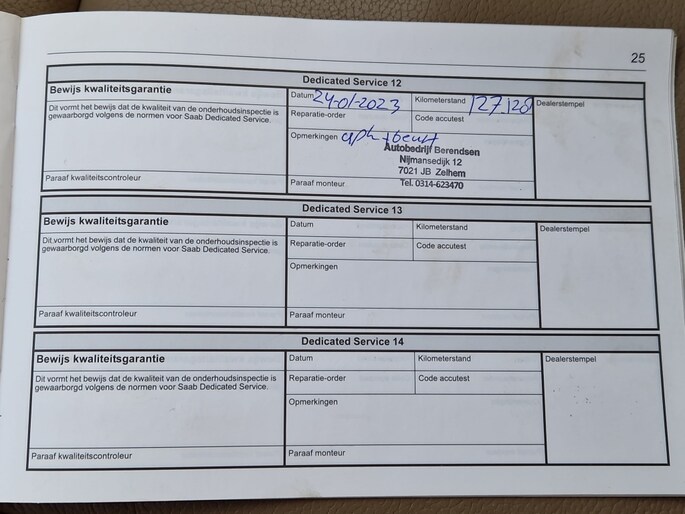 25
Dedicated Service 12
Bewijs kwaliteitsgarantie
Datum 24-01-2023
Kilometerstand
Dealerstempel
Dit vormt het bewijs dat de kwaliteit van de onderhoudsinspectie is
gewaarborgd volgens de normen voor Saab Dedicated Service.
Reparatie-order
Code accutest
Opmerkingen apk + beurt
Autobedrijf Berendsen
Nijmansedijk 12
7021 JB Zelhem
Tel. 0314-623470
Paraaf kwaliteitscontroleur
Paraaf monteur
Dedicated Service 13
Bewijs kwaliteitsgarantie
Datum
Kilometerstand
Dealerstempel
Dit vormt het bewijs dat de kwaliteit van de onderhoudsinspectie is
gewaarborgd volgens de normen voor Saab Dedicated Service.
Reparatie-order
Code accutest
Opmerkingen
Paraaf kwaliteitscontroleur
Paraaf monteur
Dedicated Service 14
Bewijs kwaliteitsgarantie
Datum
Kilometerstand
Dealerstempel
Dit vormt het bewijs dat de kwaliteit van de onderhoudsinspectie is
gewaarborgd volgens de normen voor Saab Dedicated Service.
Reparatie-order
Code accutest
Opmerkingen
Paraaf kwaliteitscontroleur
Paraaf monteur